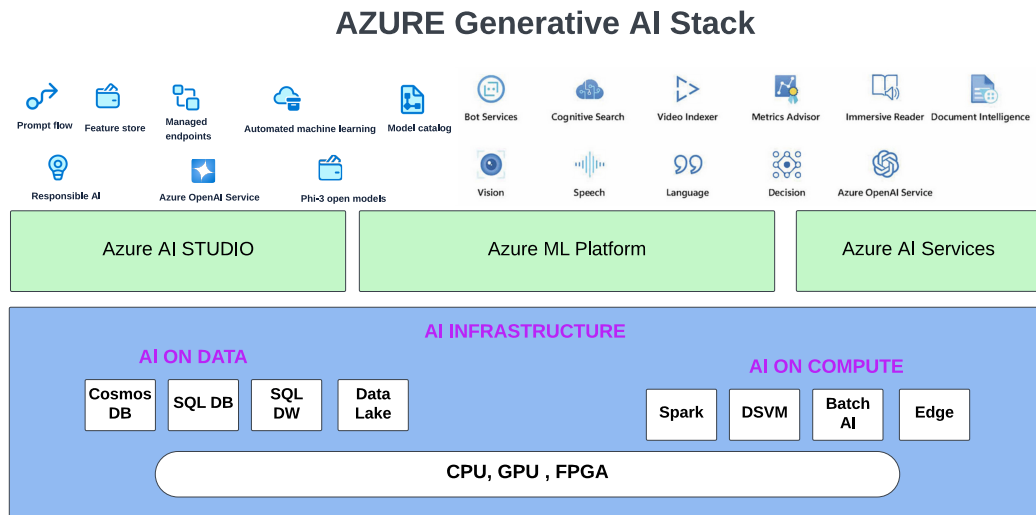 AZURE Generative AI Stack
Prompt flow
Feature store
Managed
endpoints
Automated machine learning
Model catalog
Bot Services
Cognitive Search
Video Indexer
Metrics Advisor
Immersive Reader
Document Intelligence
Responsible AI
Azure OpenAI Service
Phi-3 open models
Vision
Speech
Language
Decision
Azure OpenAI Service
Azure AI STUDIO
Azure ML Platform
Azure AI Services
AI INFRASTRUCTURE
AI ON DATA
AI ON COMPUTE
Cosmos
DB
SQL DB
SQL
DW
Data
Lake
Spark
DSVM
Batch
AI
Edge
CPU, GPU , FPGA